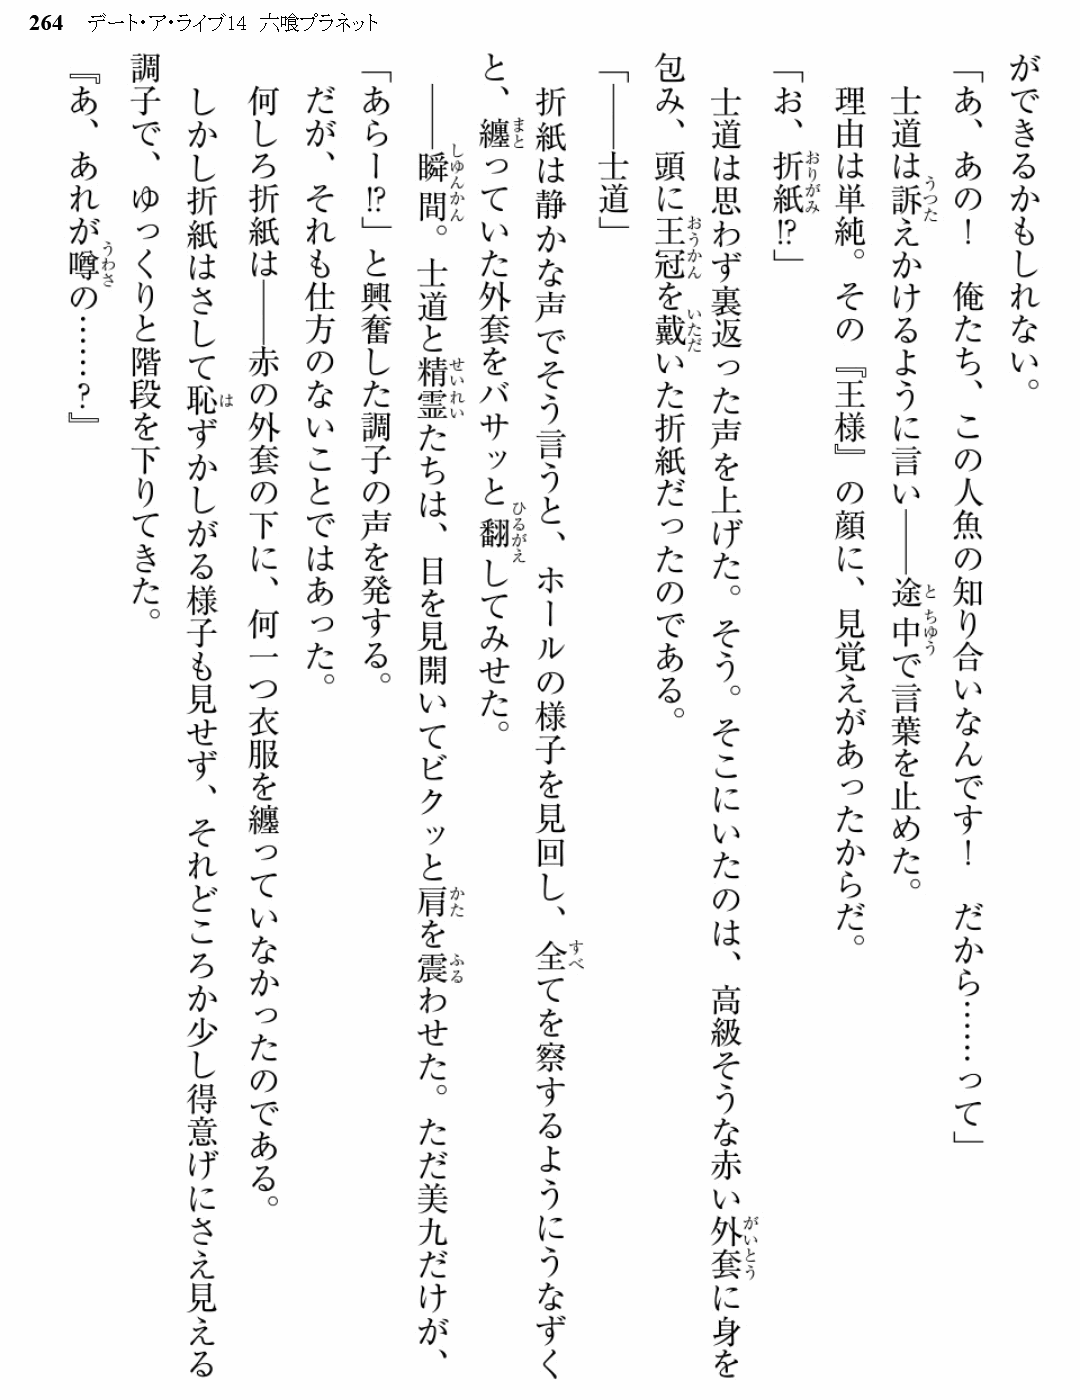 264 デート・ア・ライブ14 六喰プラネット
ができるかもしれない。
「あ、あの！ 俺たち、この人魚の知り合いなんです！ だから……って」
士道は訴えかけるように言い――途中で言葉を止めた。
理由は単純。その『王様』の顔に、見覚えがあったからだ。
「お、折紙!?」
士道は思わず裏返った声を上げた。そう。そこにいたのは、高級そうな赤い外套に身を
包み、頭に王冠を戴いた折紙だったのである。
「――士道」
折紙は静かな声でそう言うと、ホールの様子を見回し、全てを察するようにうなずく
と、纏っていた外套をバサッと翻してみせた。
――瞬間。士道と精霊たちは、目を見開いてビクッと肩を震わせた。ただ美九だけが、
「あらー!?」と興奮した調子の声を発する。
だが、それも仕方のないことではあった。
何しろ折紙は――赤の外套の下に、何一つ衣服を纏っていなかったのである。
しかし折紙はさして恥ずかしがる様子も見せず、それどころか少し得意げにさえ見える
調子で、ゆっくりと階段を下りてきた。
『あ、あれが噂の……？』